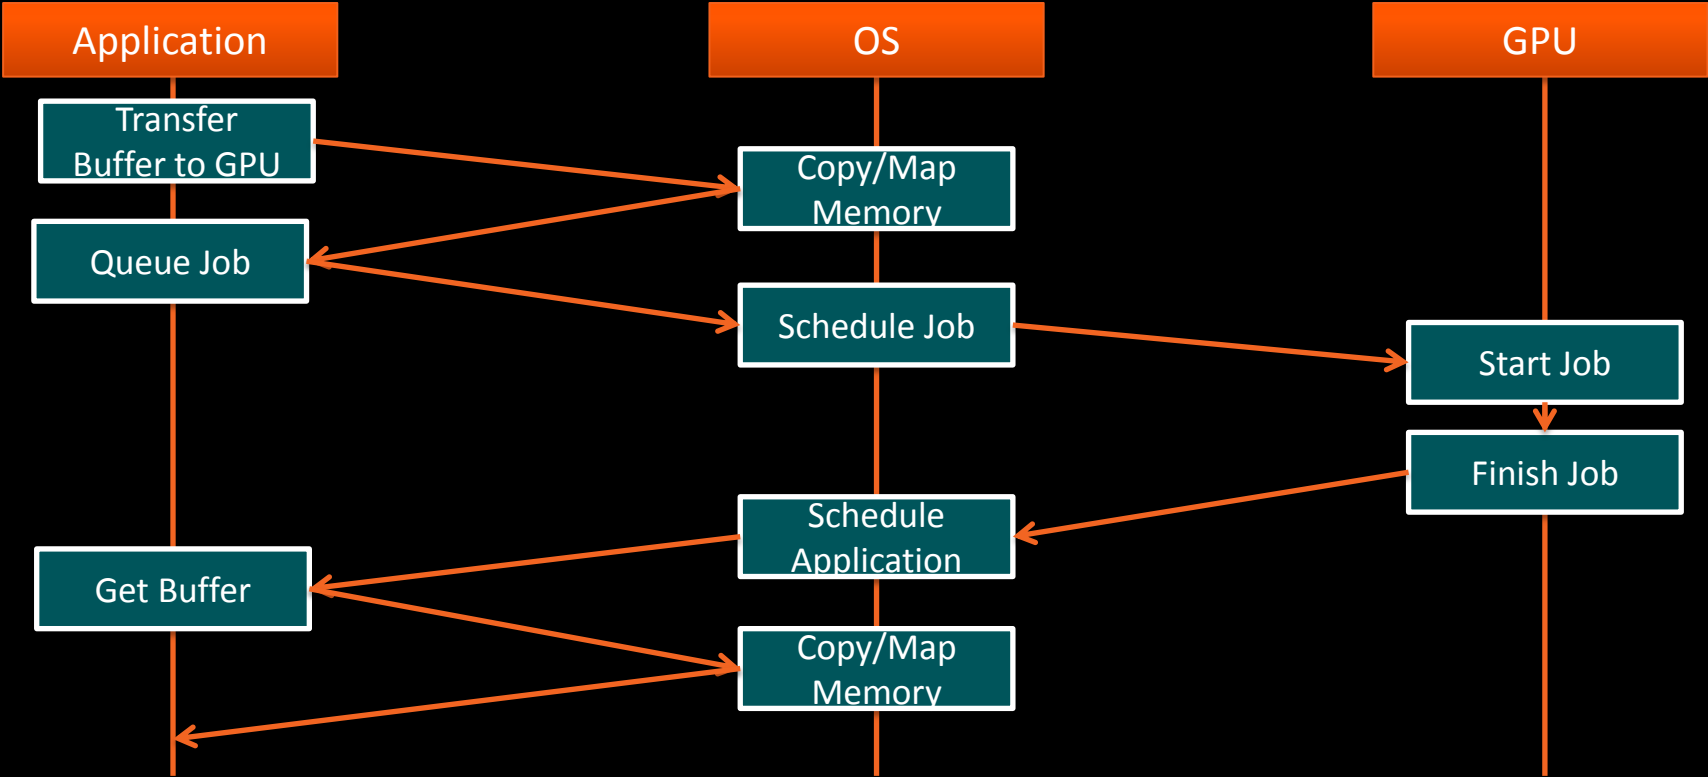 Application
OS
GPU
Transfer
Buffer to GPU
Copy/Map
Memory
Queue Job
Schedule Job
Start Job
Finish Job
Schedule
Application
Get Buffer
Copy/Map
Memory